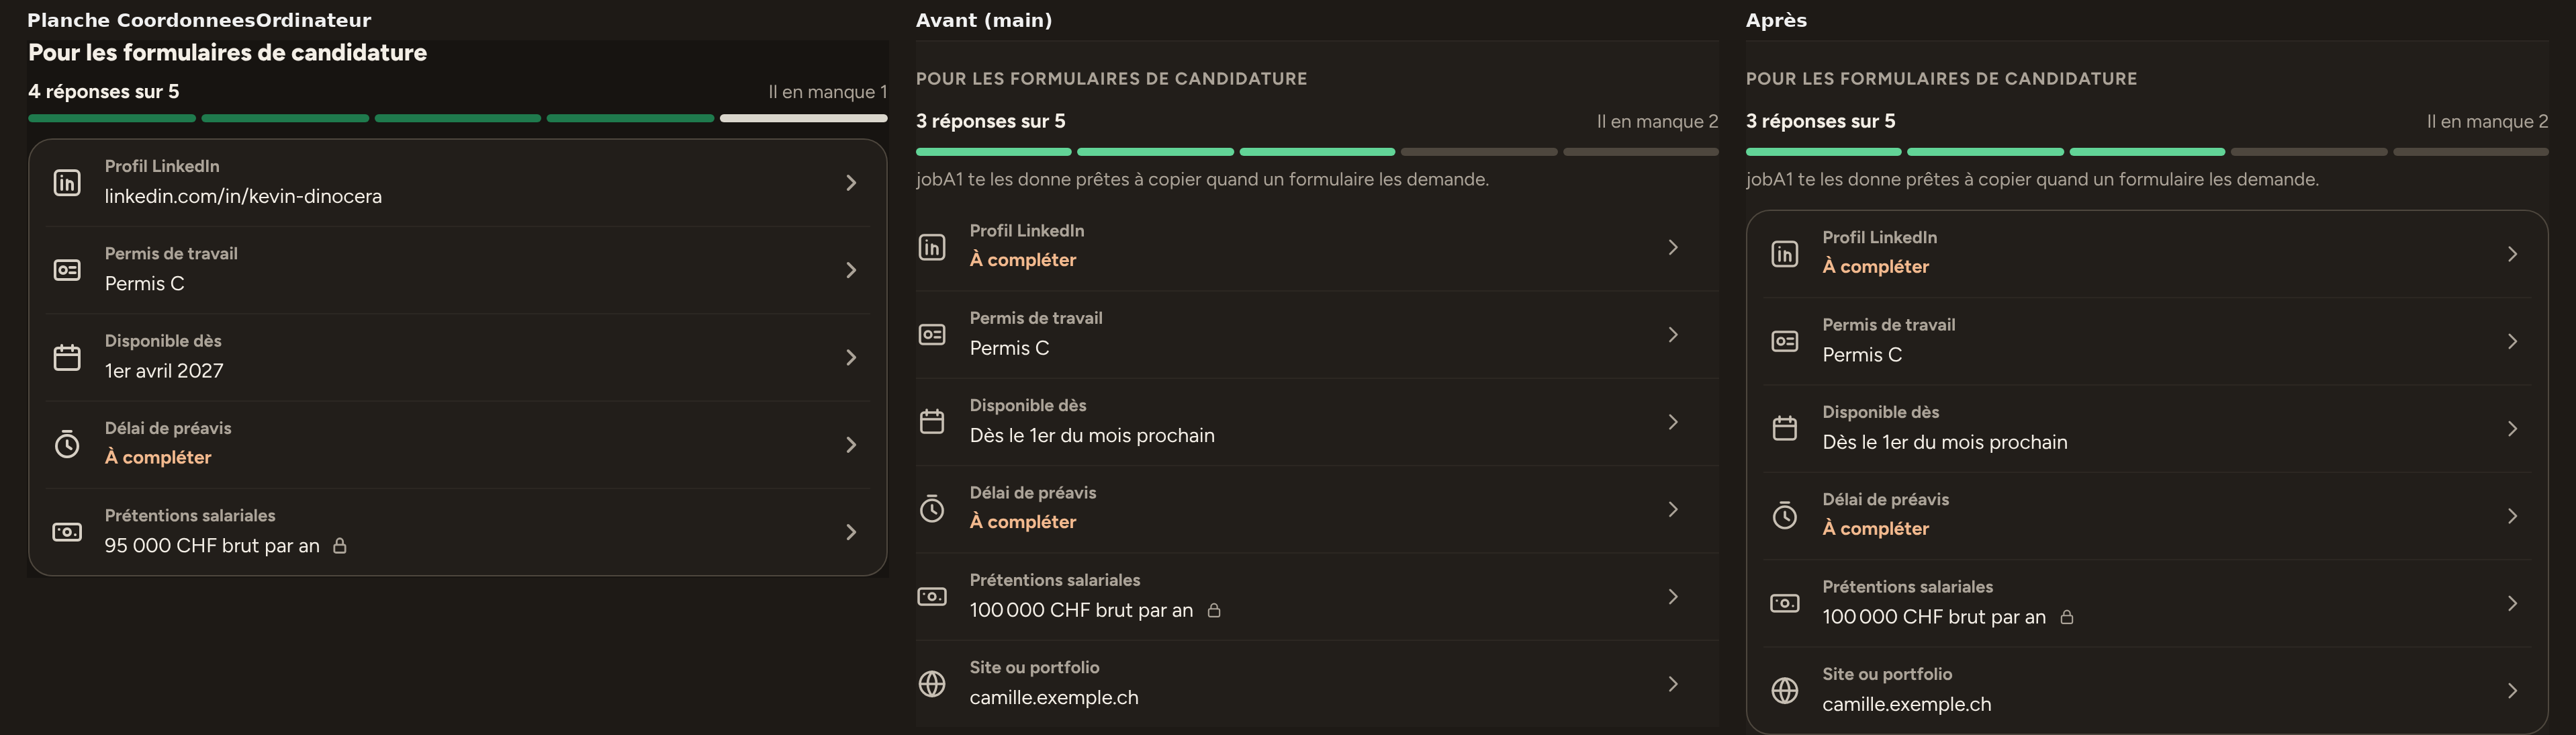 Planche CoordonneesOrdinateur
Pour les formulaires de candidature
4 réponses sur 5
Il en manque 1
Profil LinkedIn
linkedin.com/in/kevin-dinocera
Permis de travail
Permis C
Disponible dès
1er avril 2027
Délai de préavis
À compléter
Prétentions salariales
95 000 CHF brut par an
Avant (main)
POUR LES FORMULAIRES DE CANDIDATURE
3 réponses sur 5
Il en manque 2
jobA1 te les donne prêtes à copier quand un formulaire les demande.
Profil LinkedIn
À compléter
Permis de travail
Permis C
Disponible dès
Dès le 1er du mois prochain
Délai de préavis
À compléter
Prétentions salariales
100 000 CHF brut par an
Site ou portfolio
camille.exemple.ch
Après
POUR LES FORMULAIRES DE CANDIDATURE
3 réponses sur 5
Il en manque 2
jobA1 te les donne prêtes à copier quand un formulaire les demande.
Profil LinkedIn
À compléter
Permis de travail
Permis C
Disponible dès
Dès le 1er du mois prochain
Délai de préavis
À compléter
Prétentions salariales
100 000 CHF brut par an
Site ou portfolio
camille.exemple.ch